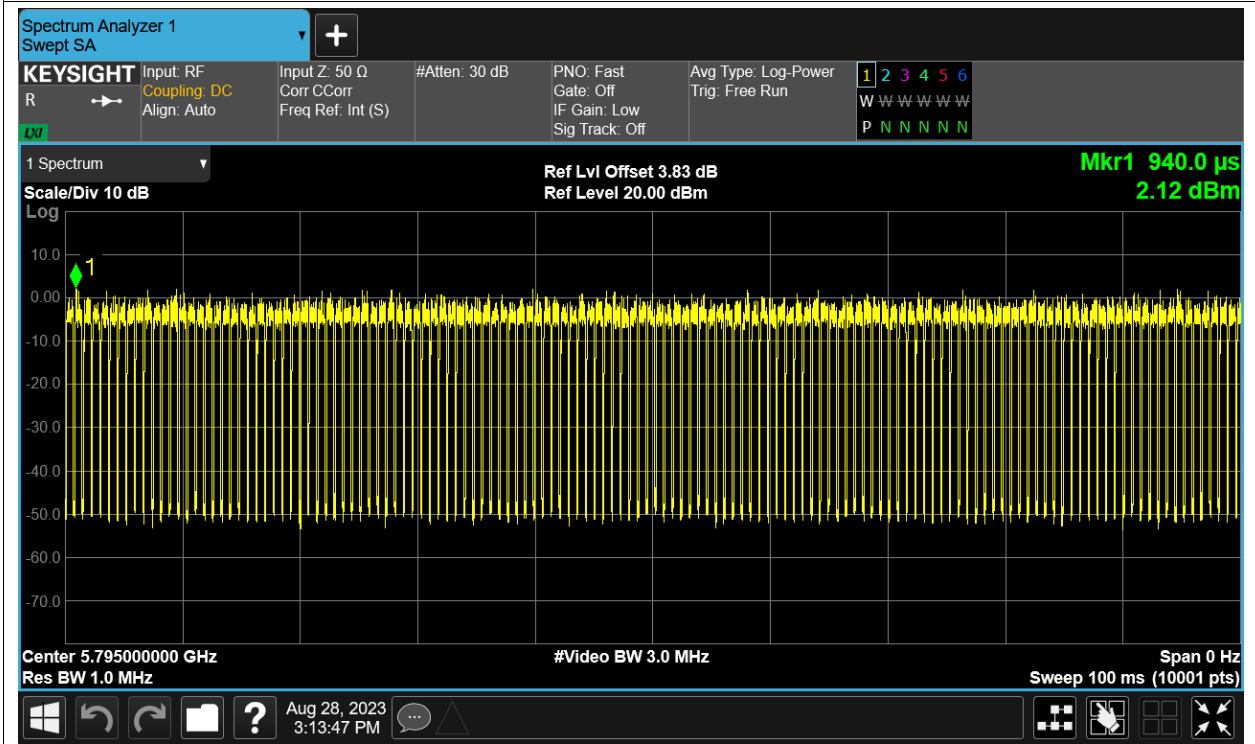 Spectrum Analyzer 1
Swept SA
KEYSIGHT
R
LXI
Input: RF
Coupling: DC
Align: Auto
Input Z: 50 Ω
Corr CCorr
Freq Ref: Int (S)
#Atten: 30 dB
PNO: Fast
Gate: Off
IF Gain: Low
Sig Track: Off
Avg Type: Log-Power
Trig: Free Run
1 2 3 4 5 6
W W W W W W
P N N N N N
1 Spectrum
Scale/Div 10 dB
Ref Lvl Offset 3.83 dB
Ref Level 20.00 dBm
Mkr1 940.0 µs
2.12 dBm
Log
10.0
1
0.00
-10.0
-20.0
-30.0
-40.0
-50.0
-60.0
-70.0
Center 5.795000000 GHz
#Video BW 3.0 MHz
Span 0 Hz
Res BW 1.0 MHz
Sweep 100 ms (10001 pts)
?
Aug 28, 2023
3:13:47 PM